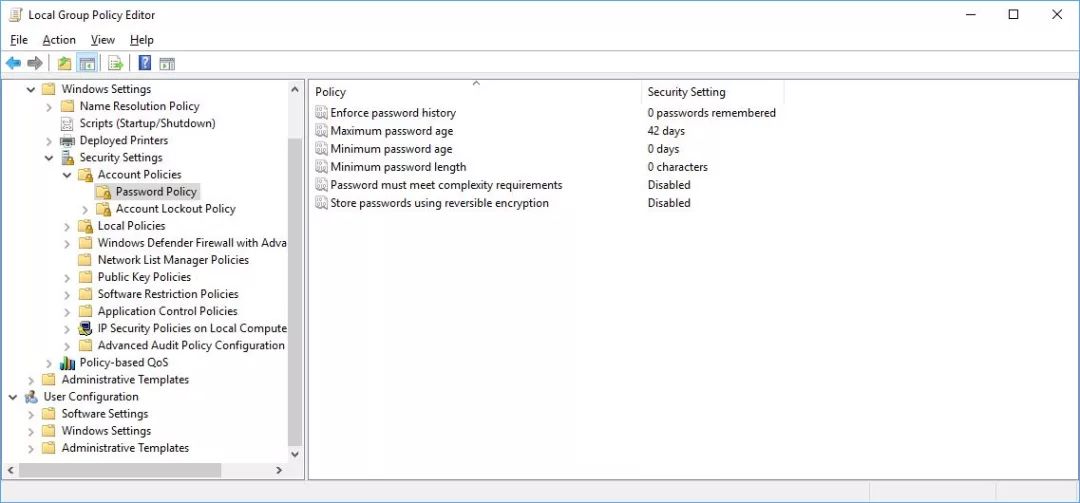 Local Group Policy Editor
File Action View Help
Windows Settings
Name Resolution Policy
Scripts (Startup/Shutdown)
Deployed Printers
Security Settings
Account Policies
Password Policy
Account Lockout Policy
Local Policies
Windows Defender Firewall with Adva
Network List Manager Policies
Public Key Policies
Software Restriction Policies
Application Control Policies
IP Security Policies on Local Compute
Advanced Audit Policy Configuration
Policy-based QoS
Administrative Templates
User Configuration
Software Settings
Windows Settings
Administrative Templates
Policy Security Setting
Enforce password history 0 passwords remembered
Maximum password age 42 days
Minimum password age 0 days
Minimum password length 0 characters
Password must meet complexity requirements Disabled
Store passwords using reversible encryption Disabled